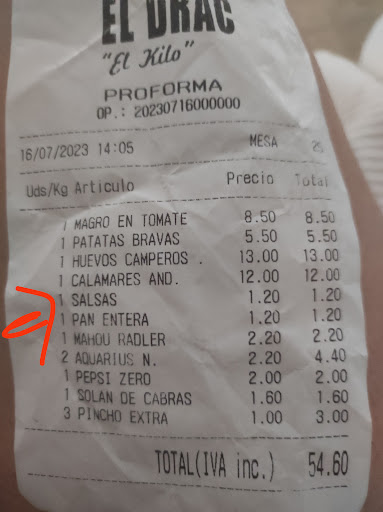 EL DRAC
"El Kilo"
PROFORMA
OP.: 20230716000000
16/07/2023 14:05 MESA
Uds/Kg Articulo Precio Total
1 MAGRO EN TOMATE 8.50 8.50
1 PATATAS BRAVAS 5.50 5.50
1 HUEVOS CAMPEROS . 13.00 13.00
1 CALAMARES AND. 12.00 12.00
1 SALSAS 1.20 1.20
1 PAN ENTERA 1.20 1.20
1 MAHOU RADLER 2.20 2.20
2 AQUARIUS N. 2.20 4.40
1 PEPSI ZERO 2.00 2.00
1 SOLAN DE CABRAS 1.60 1.60
3 PINCHO EXTRA 1.00 3.00
TOTAL(IVA inc.) 54.60